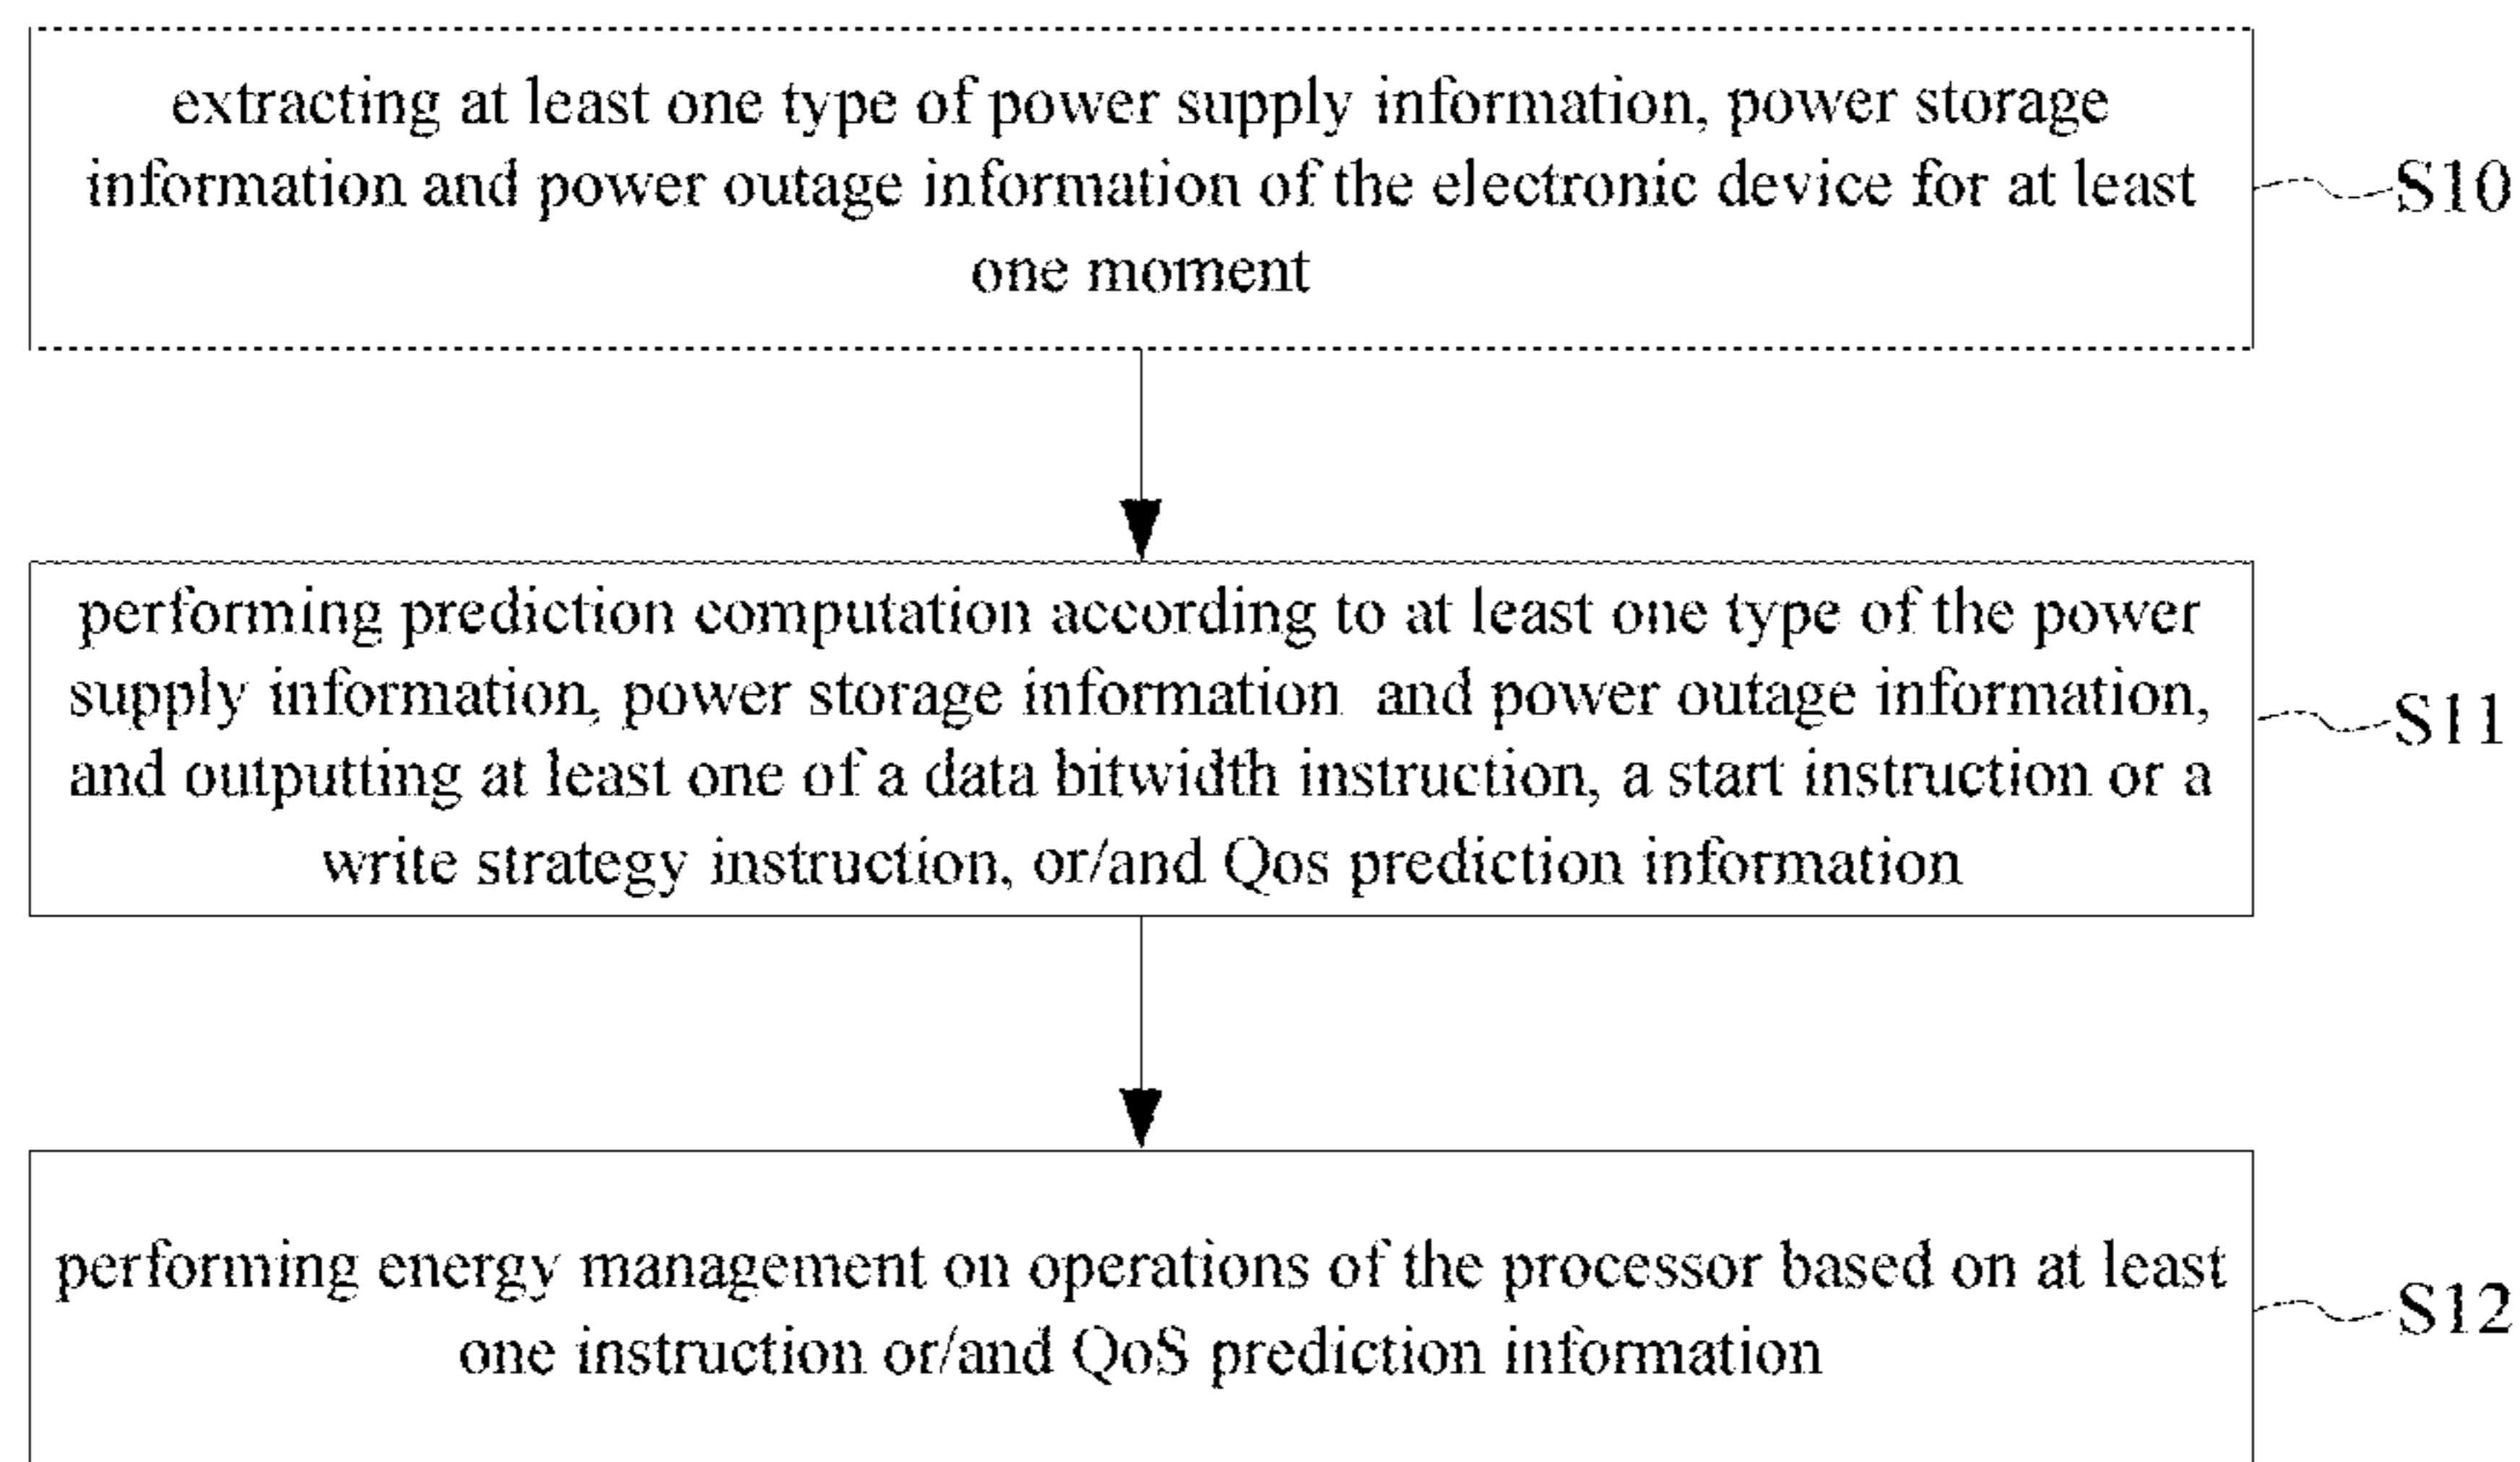 extracting at least one type of power supply information, power storage
information and power outage information of the electronic device for at least
one moment
S10
performing prediction computation according to at least one type of the power
supply information, power storage information and power outage information,
and outputting at least one of a data bitwidth instruction, a start instruction or a
write strategy instruction, or/and Qos prediction information
S11
performing energy management on operations of the processor based on at least
one instruction or/and QoS prediction information
S12